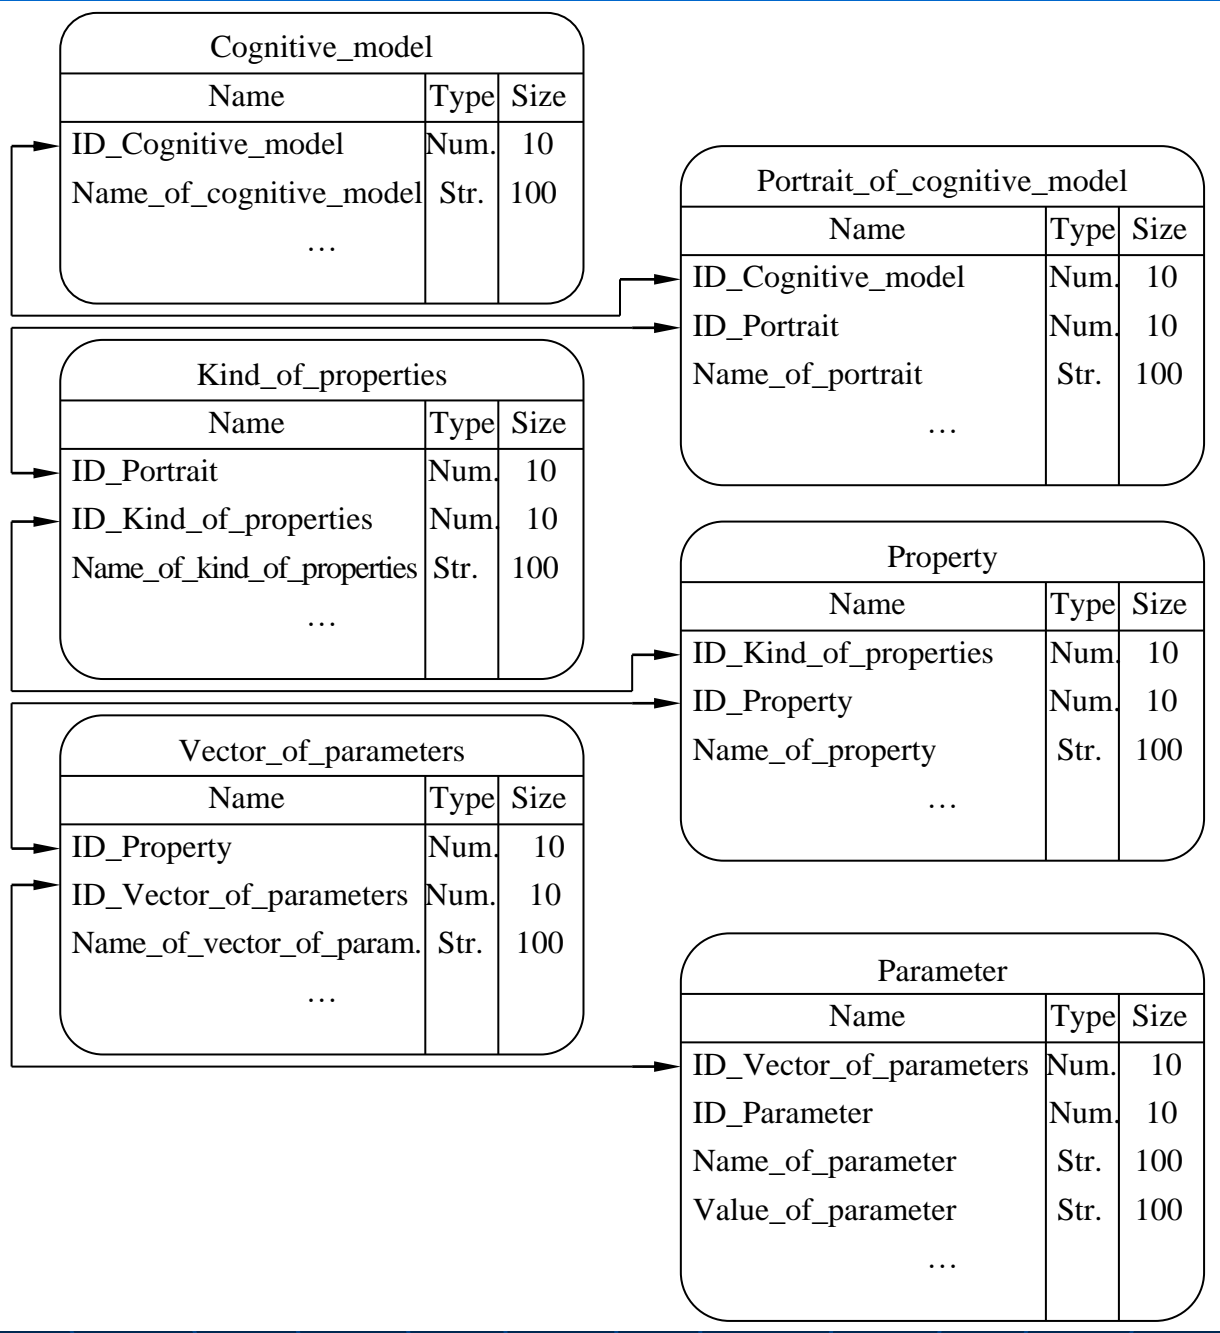 Cognitive_model
Name Type Size
ID_Cognitive_model Num. 10
Name_of_cognitive_model Str. 100
…
Portrait_of_cognitive_model
Name Type Size
ID_Cognitive_model Num. 10
ID_Portrait Num. 10
Name_of_portrait Str. 100
…
Kind_of_properties
Name Type Size
ID_Portrait Num. 10
ID_Kind_of_properties Num. 10
Name_of_kind_of_properties Str. 100
…
Property
Name Type Size
ID_Kind_of_properties Num. 10
ID_Property Num. 10
Name_of_property Str. 100
…
Vector_of_parameters
Name Type Size
ID_Property Num. 10
ID_Vector_of_parameters Num. 10
Name_of_vector_of_param. Str. 100
…
Parameter
Name Type Size
ID_Vector_of_parameters Num. 10
ID_Parameter Num. 10
Name_of_parameter Str. 100
Value_of_parameter Str. 100
…